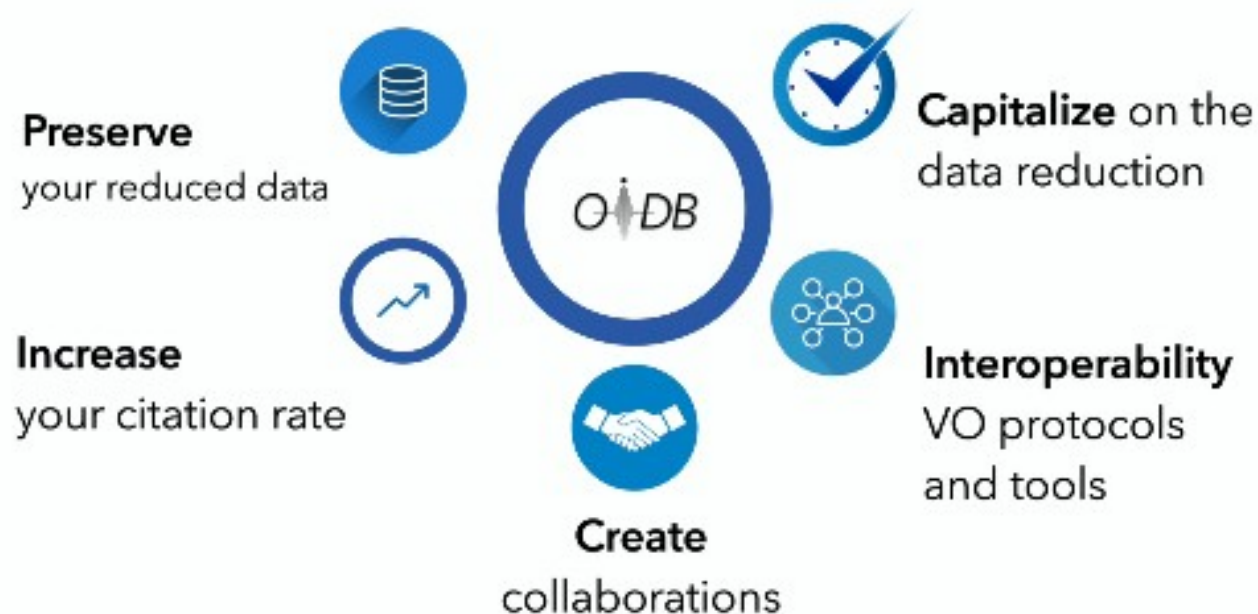 Preserve
your reduced data
Increase
your citation rate
OiDB
Create
collaborations
Capitalize on the
data reduction
Interoperability
VO protocols
and tools